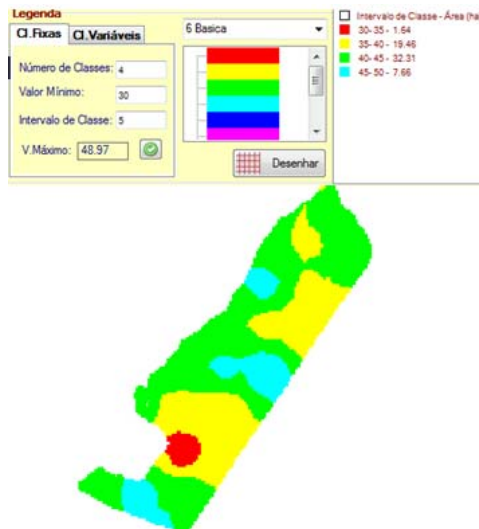 Legenda
Cl.Fixas Cl.Variáveis
Número de Classes: 4
Valor Mínimo: 30
Intervalo de Classe: 5
V.Máximo: 48.97
6 Basica
Desenhar
Intervalo de Classe - Área (ha
30-35 - 1.64
35-40 - 19.46
40-45 - 32.31
45-50 - 7.66